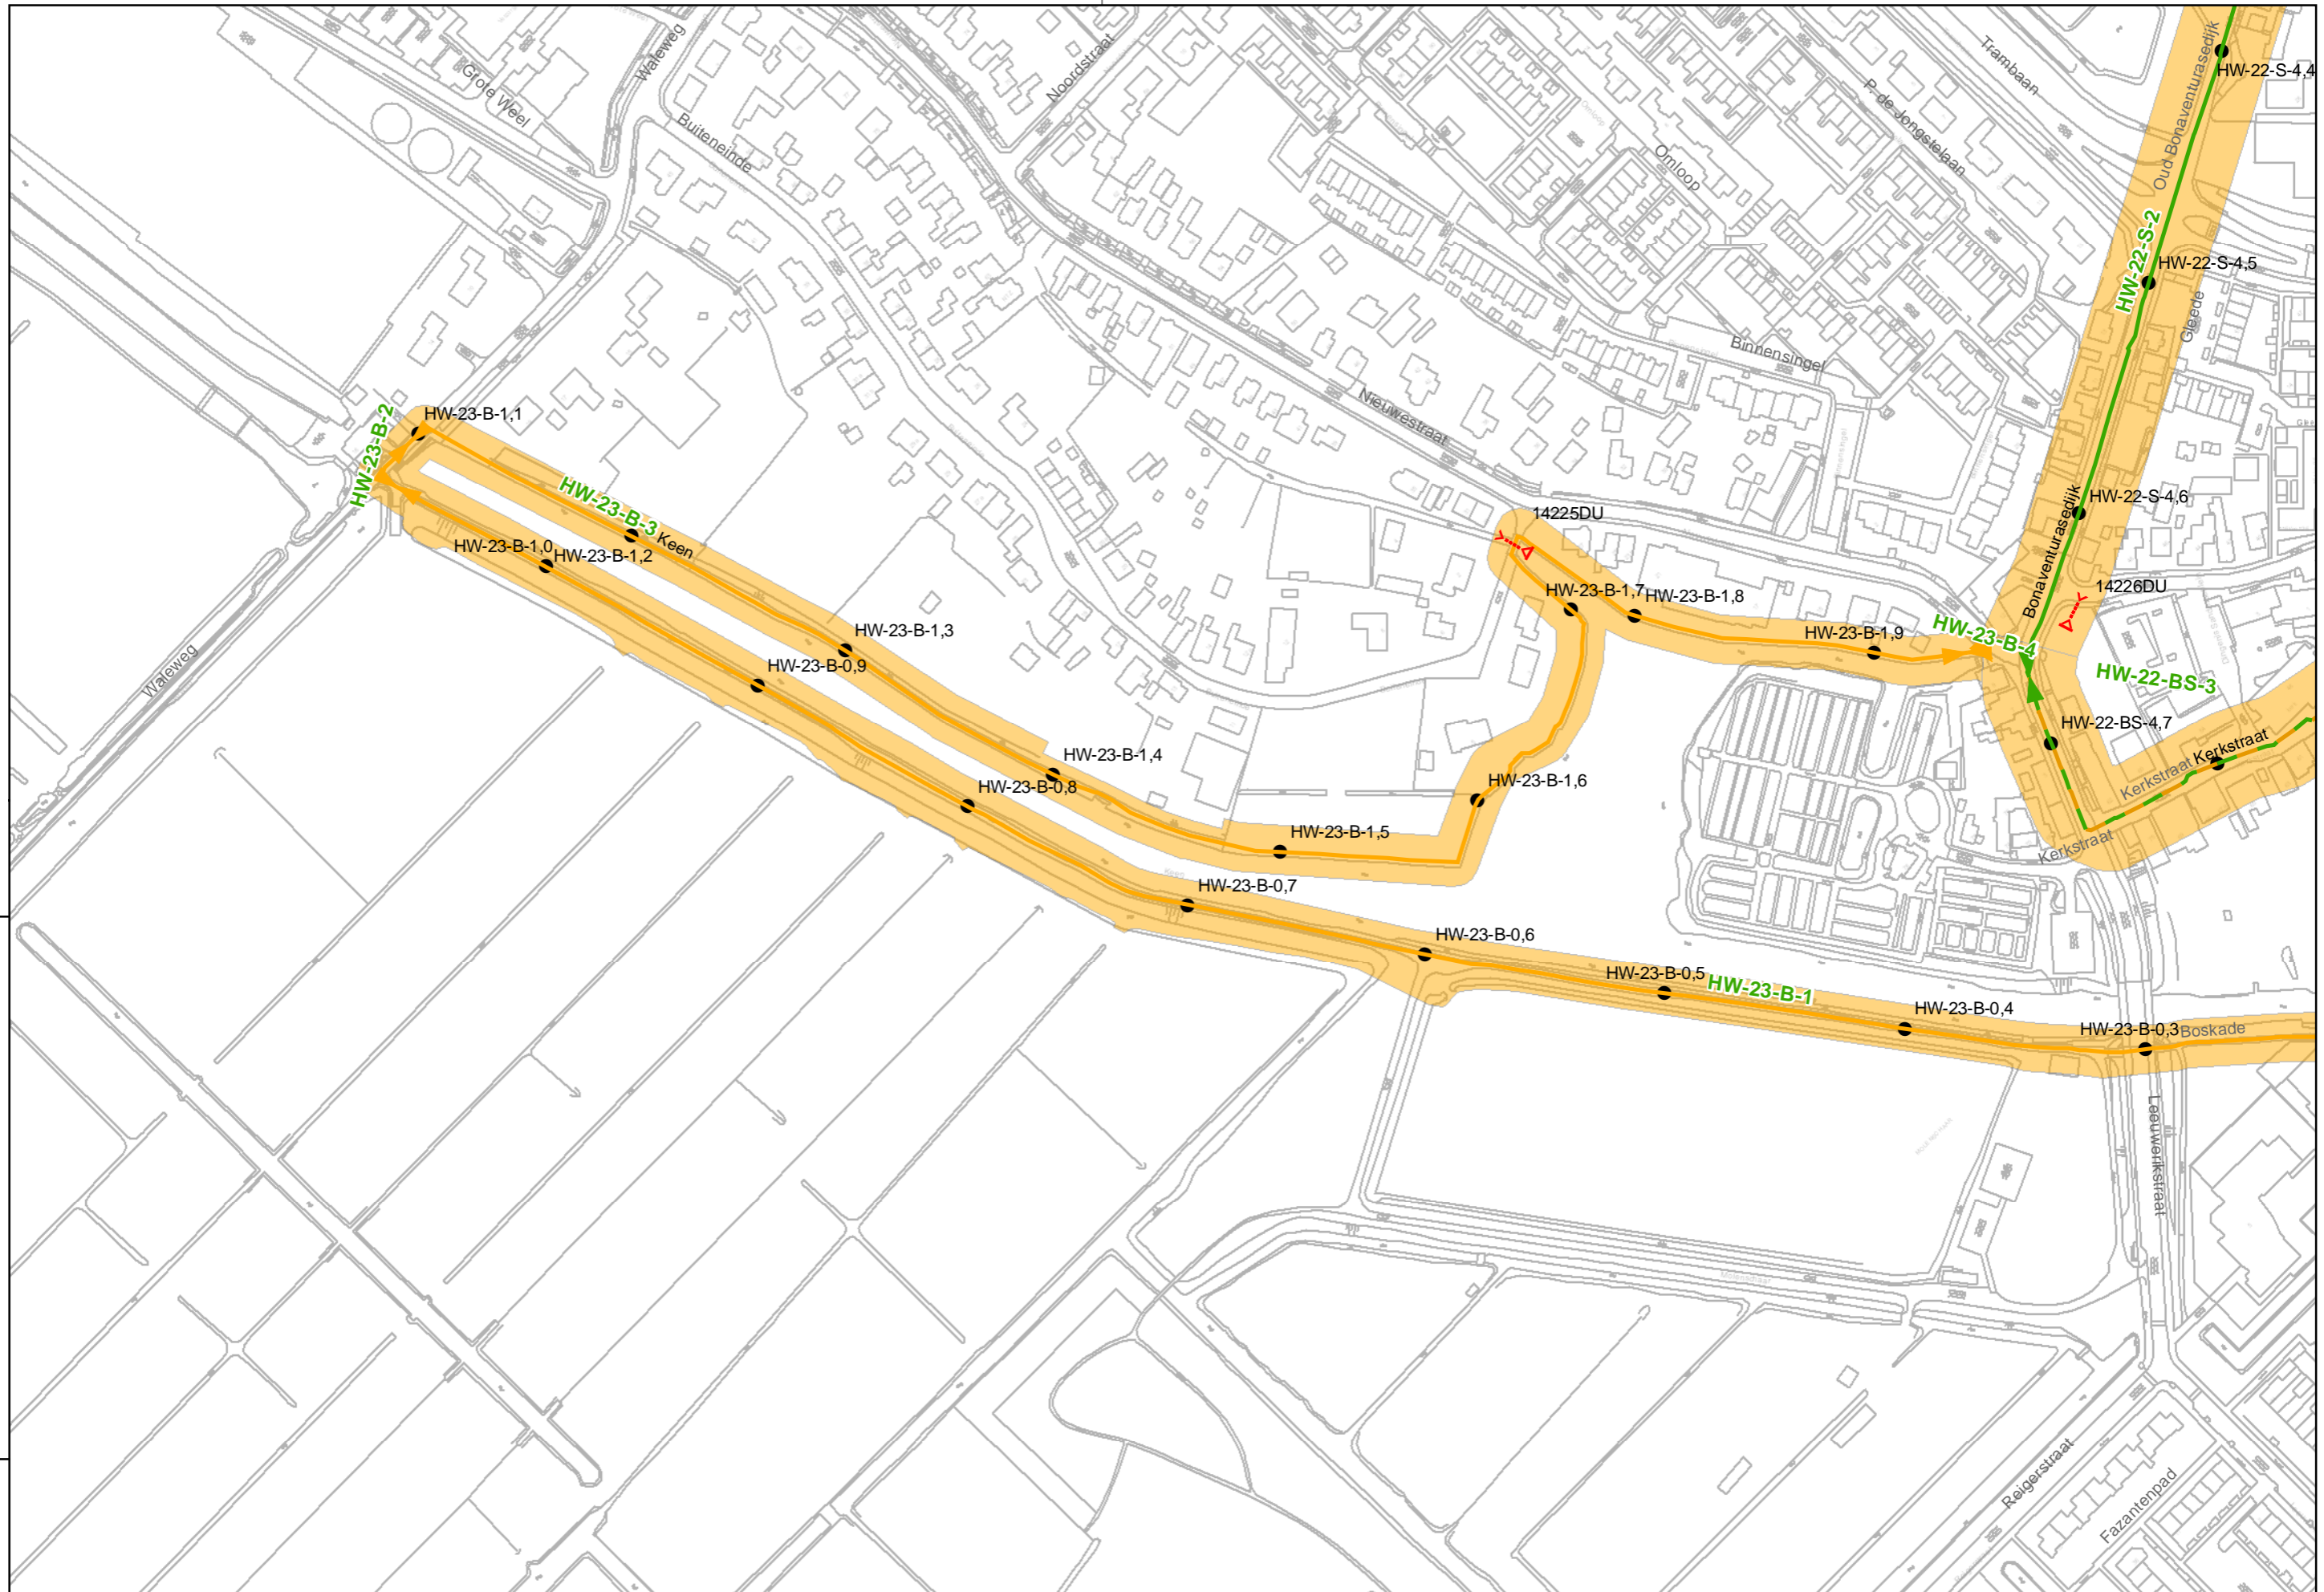 Waleweg
Noordstraat
Trambaan
Oud Bonaventurasedijk
HW-22-S-4,4
Grote Weel
P. de Jongstelaan
Buiteneinde
Omloop
HW-22-S-2
HW-22-S-4,5
Gleede
Binnensingel
Nieuwestraat
HW-23-B-1,1
HW-23-B-2
HW-23-B-3
Keen
HW-23-B-1,0
HW-23-B-1,2
14225DU
Bonaventurasedijk
HW-22-S-4,6
14226DU
HW-23-B-1,7
HW-23-B-1,8
HW-23-B-1,3
HW-23-B-1,9
HW-23-B-4
HW-23-B-0,9
Waleweg
HW-22-BS-3
HW-22-BS-4,7
HW-23-B-1,4
Kerkstraat
Kerkstraat
HW-23-B-0,8
HW-23-B-1,6
HW-23-B-1,5
Kerkstraat
HW-23-B-0,7
HW-23-B-0,6
HW-23-B-0,5
HW-23-B-1
HW-23-B-0,4
HW-23-B-0,3
Boskade
Leeuwerikstraat
Reigerstraat
Fazantenpad